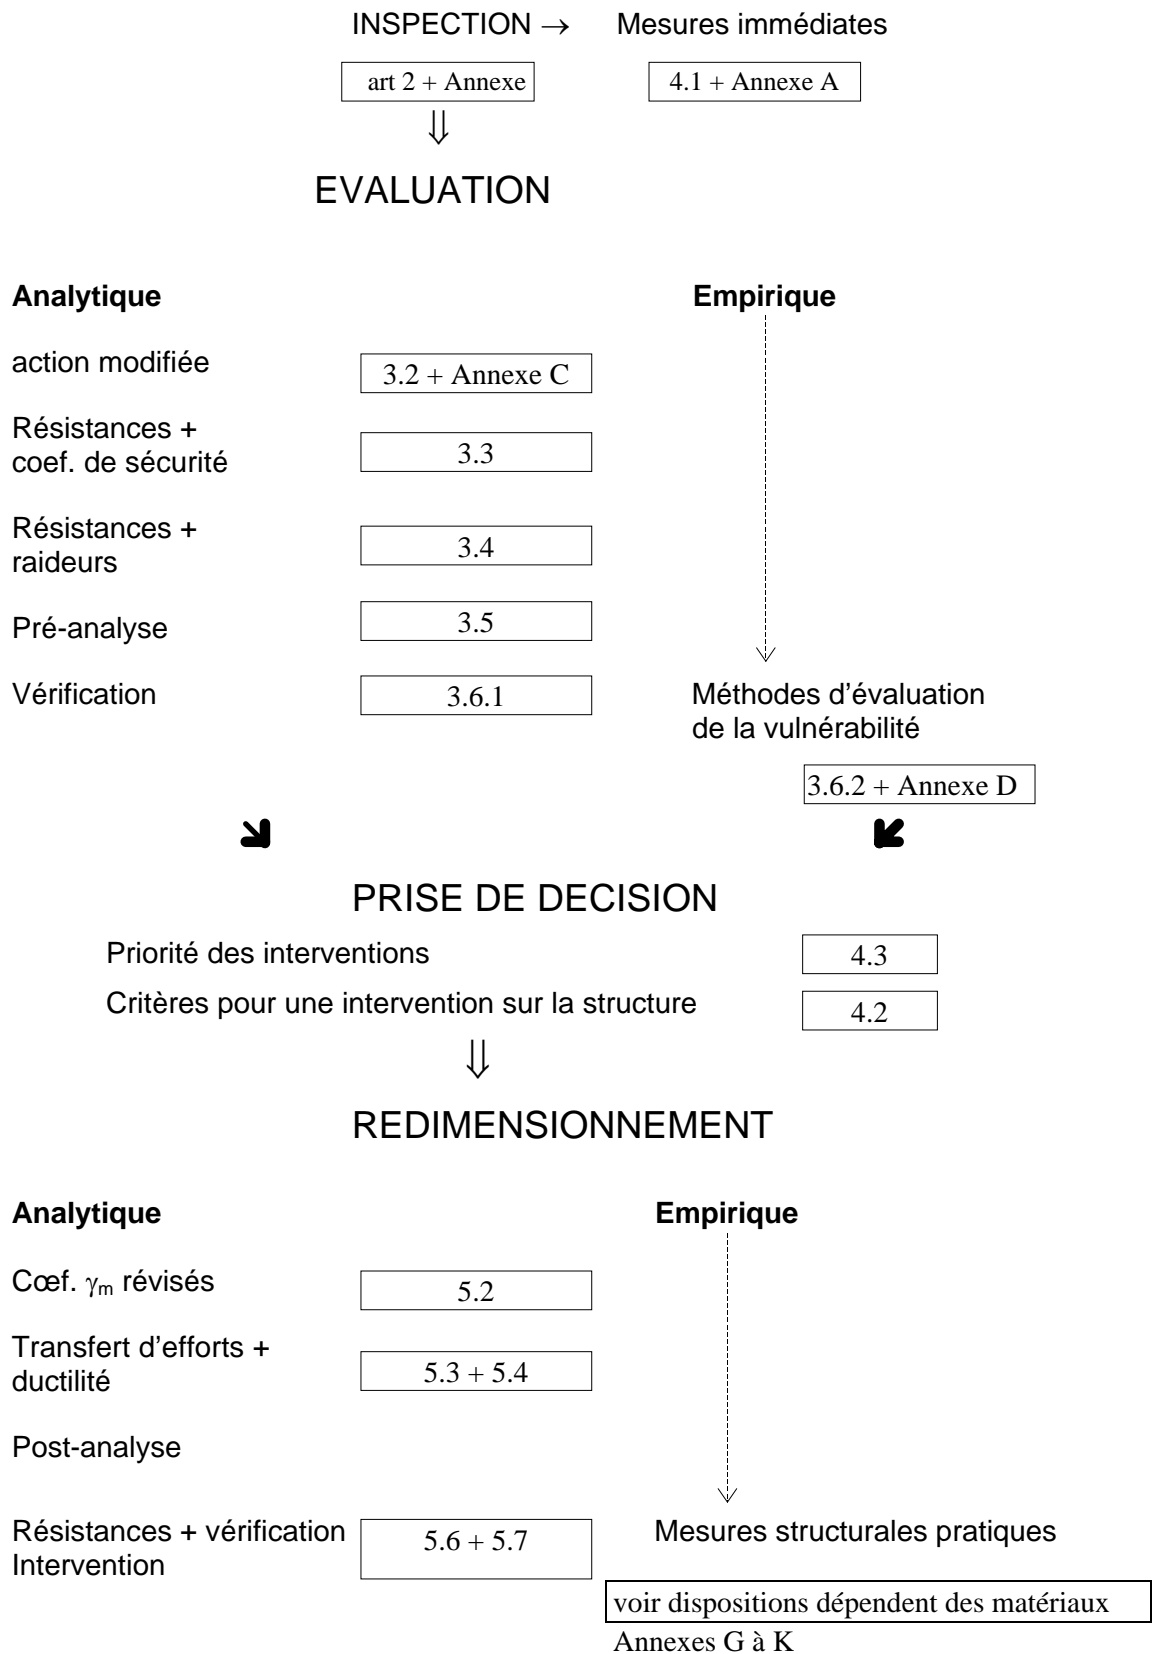 INSPECTION → Mesures immédiates
art 2 + Annexe
4.1 + Annexe A
⇓
EVALUATION
Analytique
Empirique
action modifiée
3.2 + Annexe C
Résistances +
coef. de sécurité
3.3
Résistances +
raideurs
3.4
Pré-analyse
3.5
Vérification
3.6.1
Méthodes d'évaluation
de la vulnérabilité
3.6.2 + Annexe D
PRISE DE DECISION
Priorité des interventions
4.3
Critères pour une intervention sur la structure
4.2
⇓
REDIMENSIONNEMENT
Analytique
Empirique
Cœf. γm révisés
5.2
Transfert d'efforts +
ductilité
5.3 + 5.4
Post-analyse
Résistances + vérification
Intervention
5.6 + 5.7
Mesures structurales pratiques
voir dispositions dépendent des matériaux
Annexes G à K